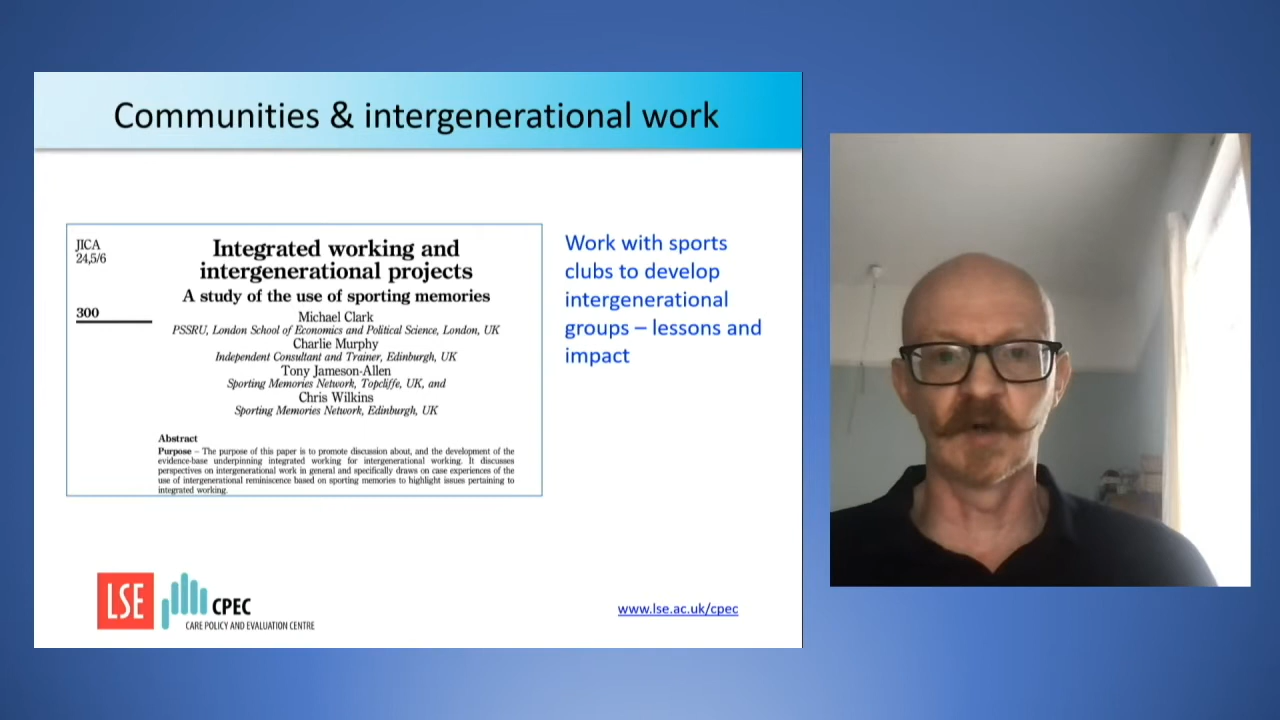 Communities & intergenerational work
JICA
24,5/6
300
Integrated working and
intergenerational projects
A study of the use of sporting memories
Michael Clark
PSSRU, London School of Economics and Political Science, London, UK
Charlie Murphy
Independent Consultant and Trainer, Edinburgh, UK
Tony Jameson-Allen
Sporting Memories Network, Topcliffe, UK, and
Chris Wilkins
Sporting Memories Network, Edinburgh, UK
Abstract
Purpose – The purpose of this paper is to promote discussion about, and the development of the
evidence-base underpinning integrated working for intergenerational working. It discusses
perspectives on intergenerational work in general and specifically draws on case experiences of the
use of intergenerational reminiscence based on sporting memories to highlight issues pertaining to
integrated working.
Work with sports
clubs to develop
intergenerational
groups – lessons and
impact
LSE
CPEC
CARE POLICY AND EVALUATION CENTRE
www.lse.ac.uk/cpec